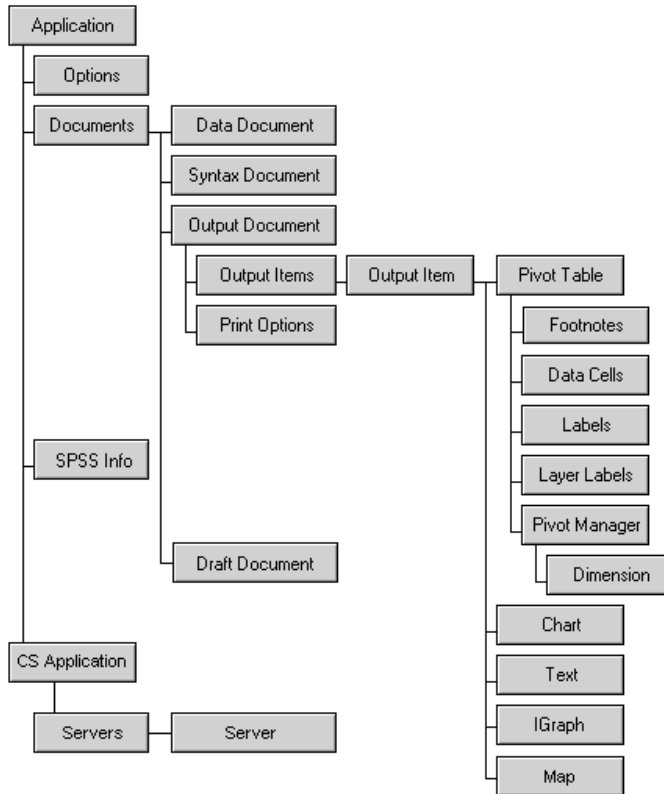 Application
Options
Documents
Data Document
Syntax Document
Output Document
Output Items
Output Item
Pivot Table
Print Options
Footnotes
Data Cells
Labels
SPSS Info
Layer Labels
Pivot Manager
Draft Document
Dimension
Chart
CS Application
Text
Servers
Server
IGraph
Map